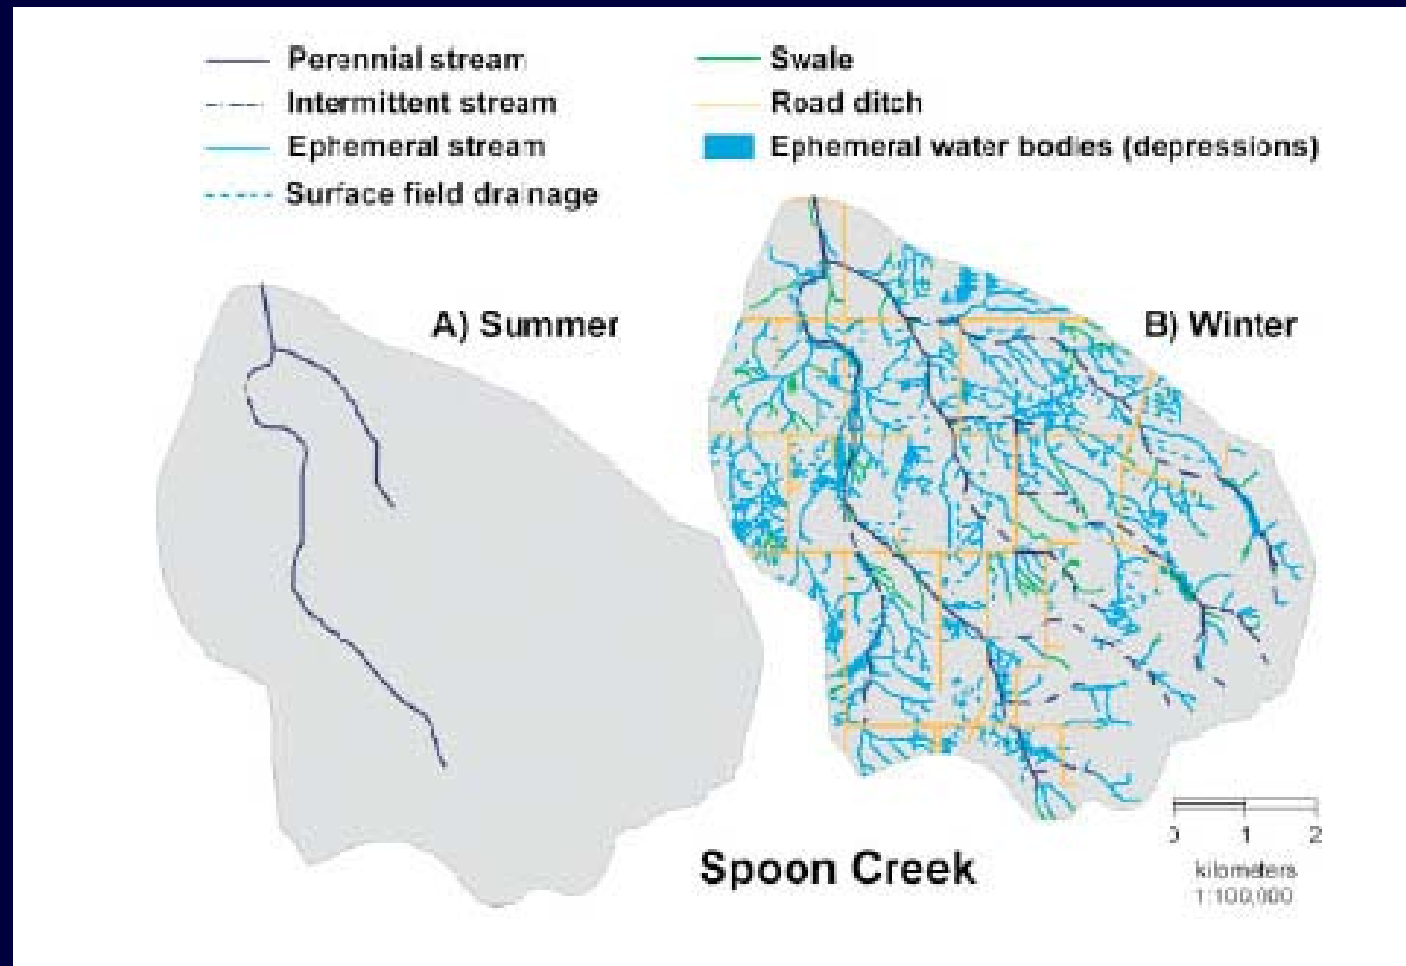 Perennial stream
Intermittent stream
Ephemeral stream
Surface field drainage
Swale
Road ditch
Ephemeral water bodies (depressions)
A) Summer
B) Winter
Spoon Creek
0 1 2
kilometers
1:100,000